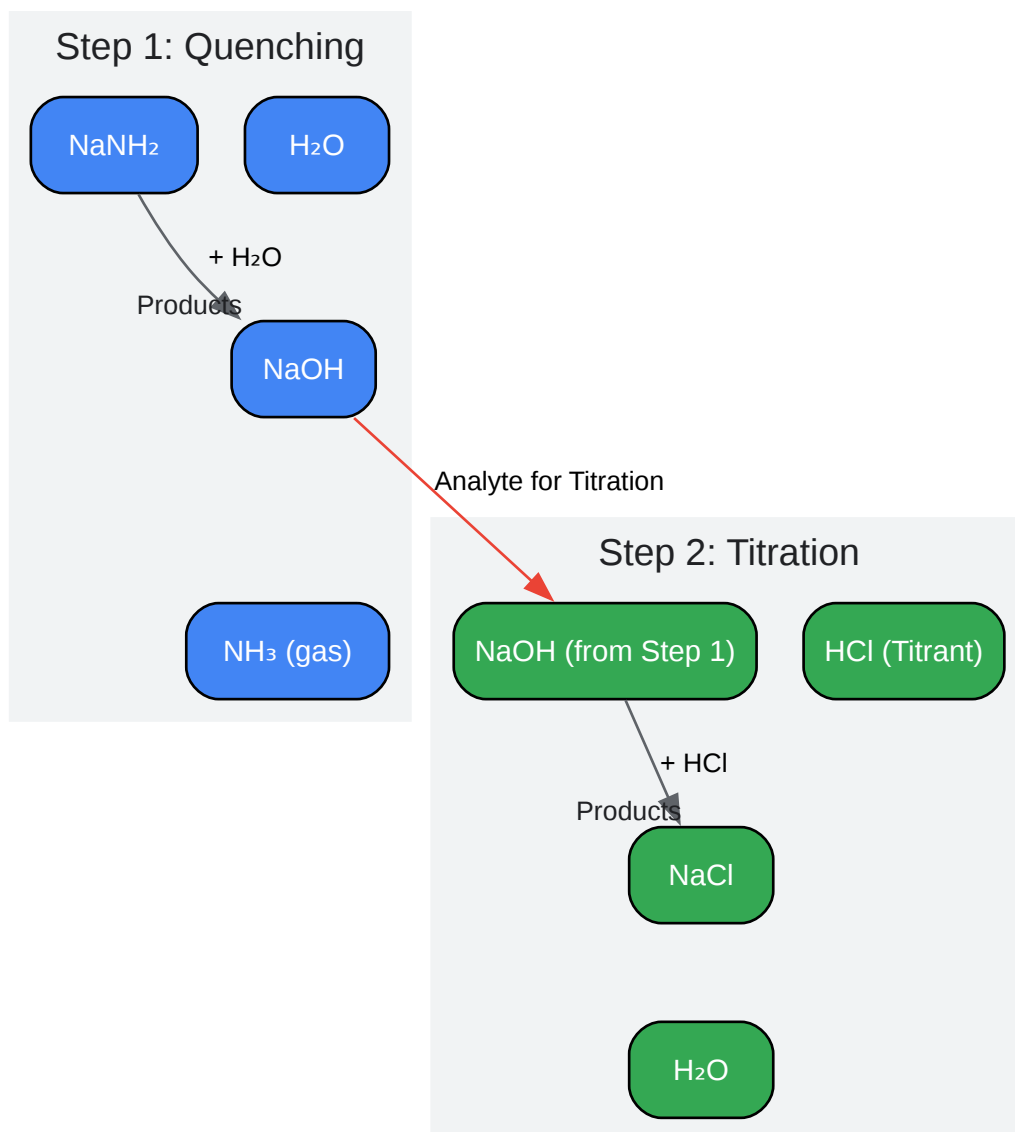 Step 1: Quenching
NaNH₂
H₂O
+ H₂O
Products
NaOH
Analyte for Titration
Step 2: Titration
NH₃ (gas)
NaOH (from Step 1)
HCl (Titrant)
+ HCl
Products
NaCl
H₂O